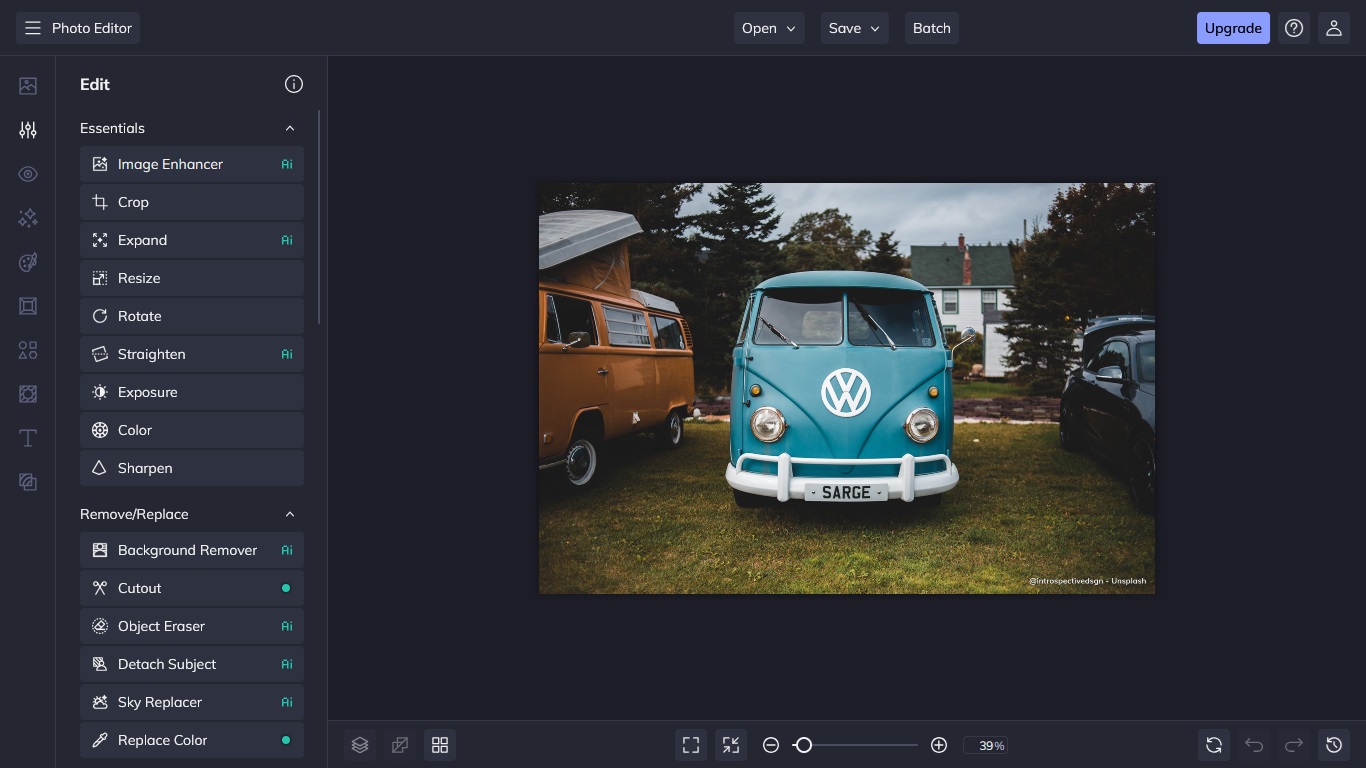 Photo Editor
Open
Save
Batch
Upgrade
Edit
Essentials
Image Enhancer Ai
Crop
Expand Ai
Resize
Rotate
Straighten Ai
Exposure
Color
Sharpen
Remove/Replace
Background Remover Ai
Cutout
Object Eraser Ai
Detach Subject Ai
Sky Replacer Ai
Replace Color
SARGE
@introspectivedsgn - Unsplash
39%